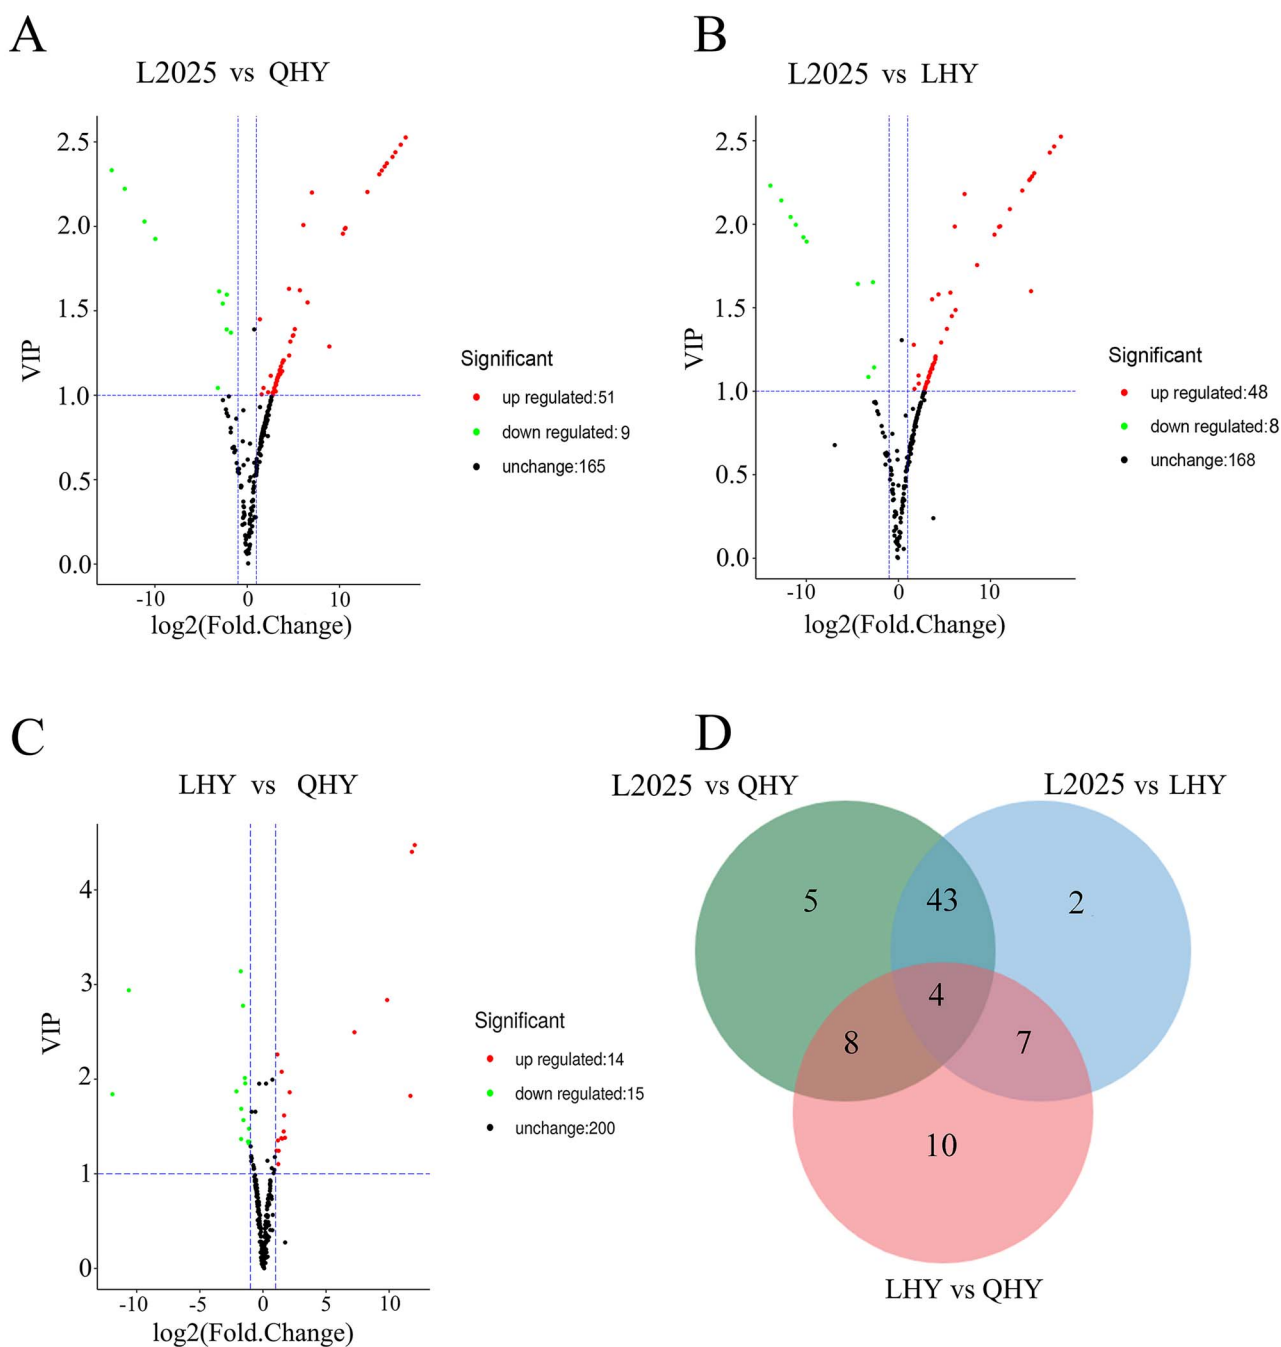 A
L2025 vs QHY
2.5
2.0
1.5
1.0
0.5
0.0
VIP
-10 0 10
log2(Fold.Change)
Significant
up regulated:51
down regulated:9
unchange:165
B
L2025 vs LHY
2.5
2.0
1.5
1.0
0.5
0.0
VIP
-10 0 10
log2(Fold.Change)
Significant
up regulated:48
down regulated:8
unchange:168
C
LHY vs QHY
4
3
2
1
0
VIP
-10 -5 0 5 10
log2(Fold.Change)
Significant
up regulated:14
down regulated:15
unchange:200
D
L2025 vs QHY
L2025 vs LHY
5 43 2
4
8 7
10
LHY vs QHY